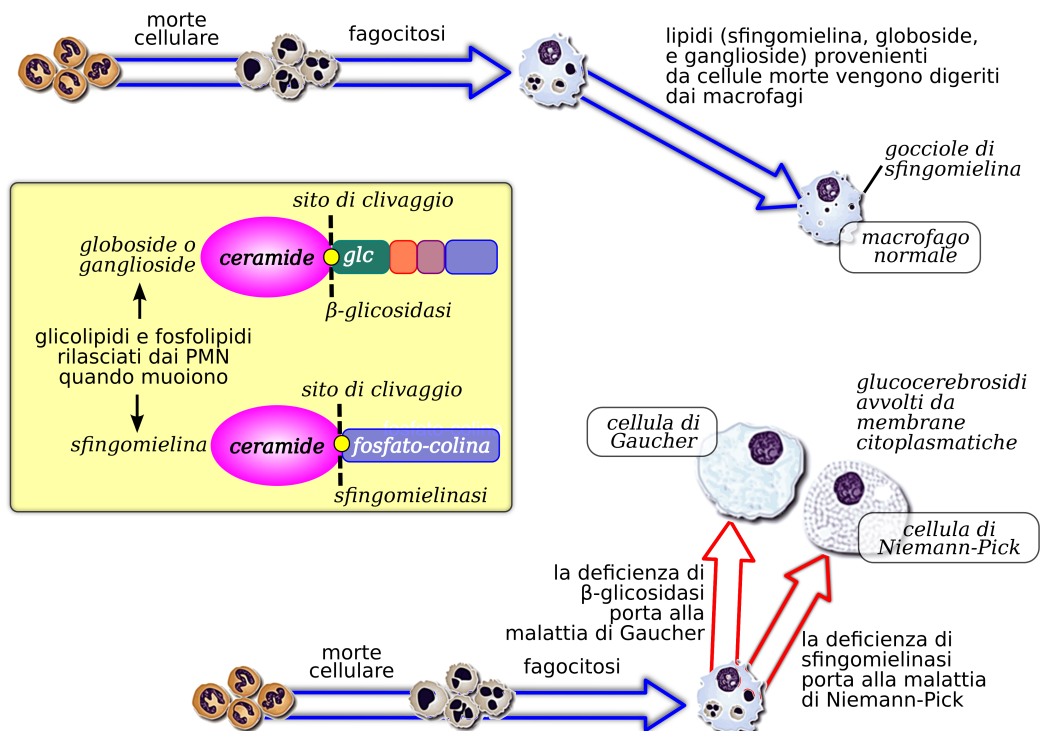 morte
cellulare
fagocitosi
lipidi (sfingomielina, globoside,
e ganglioside) provenienti
da cellule morte vengono digeriti
dai macrofagi
gocciole di
sfingomielina
macrofago
normale
sito di clivaggio
globoside o
ganglioside
ceramide
glc
β-glicosidasi
glicolipidi e fosfolipidi
rilasciati dai PMN
quando muoiono
sito di clivaggio
sfingomielina
ceramide
fosfato-colina
sfingomielinasi
glucocerebrosidi
avvolti da
membrane
citoplasmatiche
cellula di
Gaucher
cellula di
Niemann-Pick
la deficienza di
β-glicosidasi
porta alla
malattia di Gaucher
la deficienza di
sfingomielinasi
porta alla malattia
di Niemann-Pick
morte
cellulare
fagocitosi